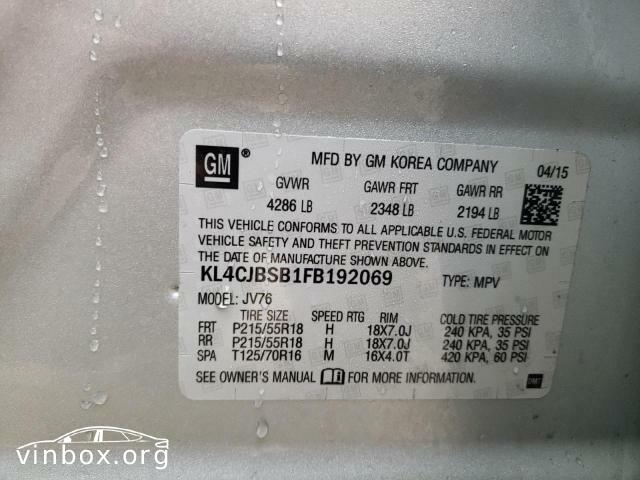 GM ® MFD BY GM KOREA COMPANY 04/15
GVWR GAWR FRT GAWR RR
4286 LB 2348 LB 2194 LB
THIS VEHICLE CONFORMS TO ALL APPLICABLE U.S. FEDERAL MOTOR
VEHICLE SAFETY AND THEFT PREVENTION STANDARDS IN EFFECT ON
THE DATE OF MANUFACTURE SHOWN ABOVE.
KL4CJBSB1FB192069 TYPE: MPV
MODEL: JV76
TIRE SIZE SPEED RTG RIM COLD TIRE PRESSURE
FRT P215/55R18 H 18X7.0J 240 KPA, 35 PSI
RR P215/55R18 H 18X7.0J 240 KPA, 35 PSI
SPA T125/70R16 M 16X4.0T 420 KPA, 60 PSI
SEE OWNER'S MANUAL FOR MORE INFORMATION.
vinbox.org